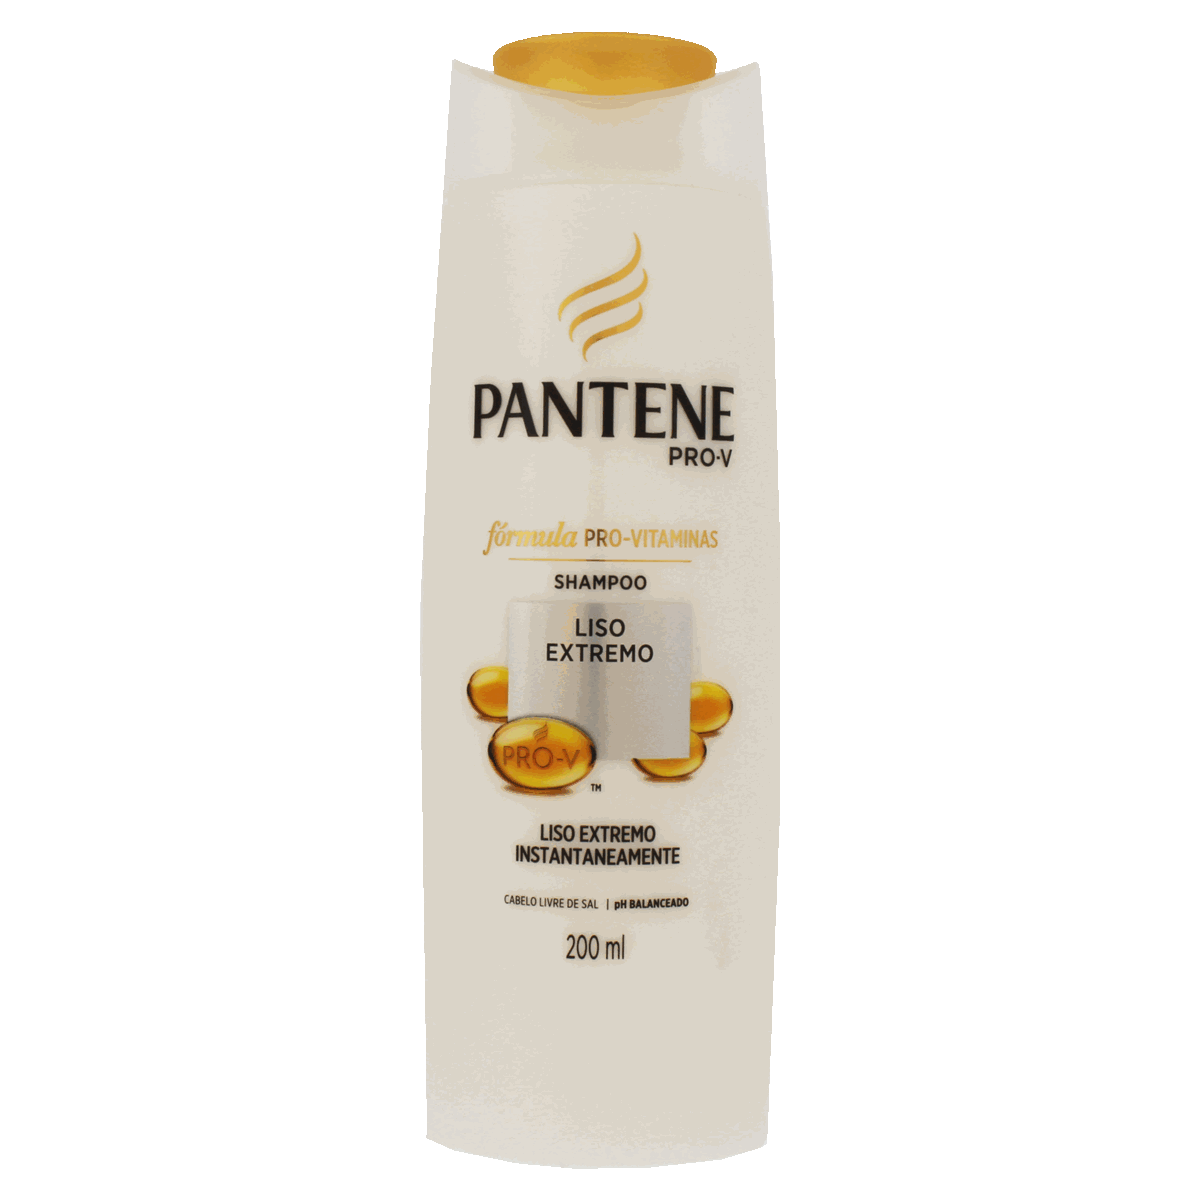 PANTENE
PRO-V
fórmula PRO-VITAMINAS
SHAMPOO
LISO
EXTREMO
PRO-V
TM
LISO EXTREMO
INSTANTANEAMENTE
CABELO LIVRE DE SAL | pH BALANCEADO
200 ml